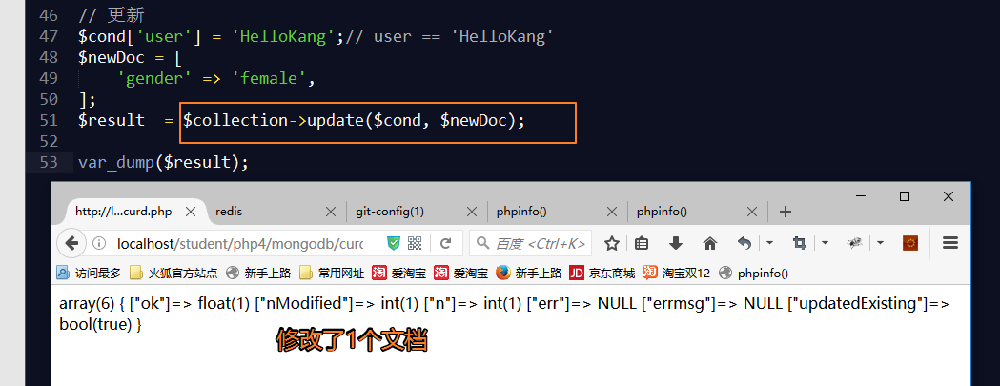 46 // 更新
47 $cond['user'] = 'HelloKang';// user == 'HelloKang'
48 $newDoc = [
49 'gender' => 'female',
50 ];
51 $result = $collection->update($cond, $newDoc);
52
53 var_dump($result);
http://l...curd.php redis git-config(1) phpinfo() phpinfo()
localhost/student/php4/mongodb/curd 百度 <Ctrl+K>
访问最多 火狐官方站点 新手上路 常用网址 淘 爱淘宝 淘 爱淘宝 新手上路 JD 京东商城 淘 淘宝双12 phpinfo()
array(6) { ["ok"]=> float(1) ["nModified"]=> int(1) ["n"]=> int(1) ["err"]=> NULL ["errmsg"]=> NULL ["updatedExisting"]=>
bool(true) }
修改了1个文档